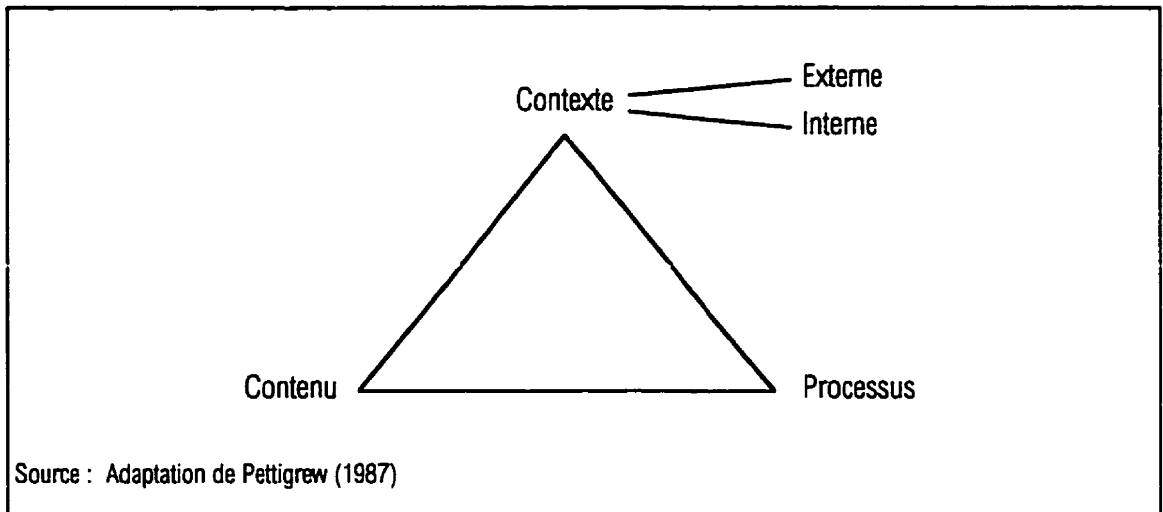 Externe
Contexte
Interne
Contenu Processus
Source : Adaptation de Pettigrew (1987)